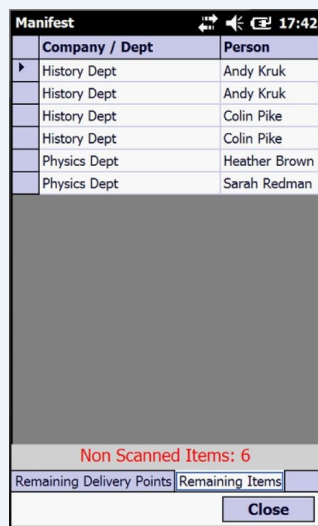 Manifest 17:42
Company / Dept Person
History Dept Andy Kruk
History Dept Andy Kruk
History Dept Colin Pike
History Dept Colin Pike
Physics Dept Heather Brown
Physics Dept Sarah Redman
Non Scanned Items: 6
Remaining Delivery Points Remaining Items
Close